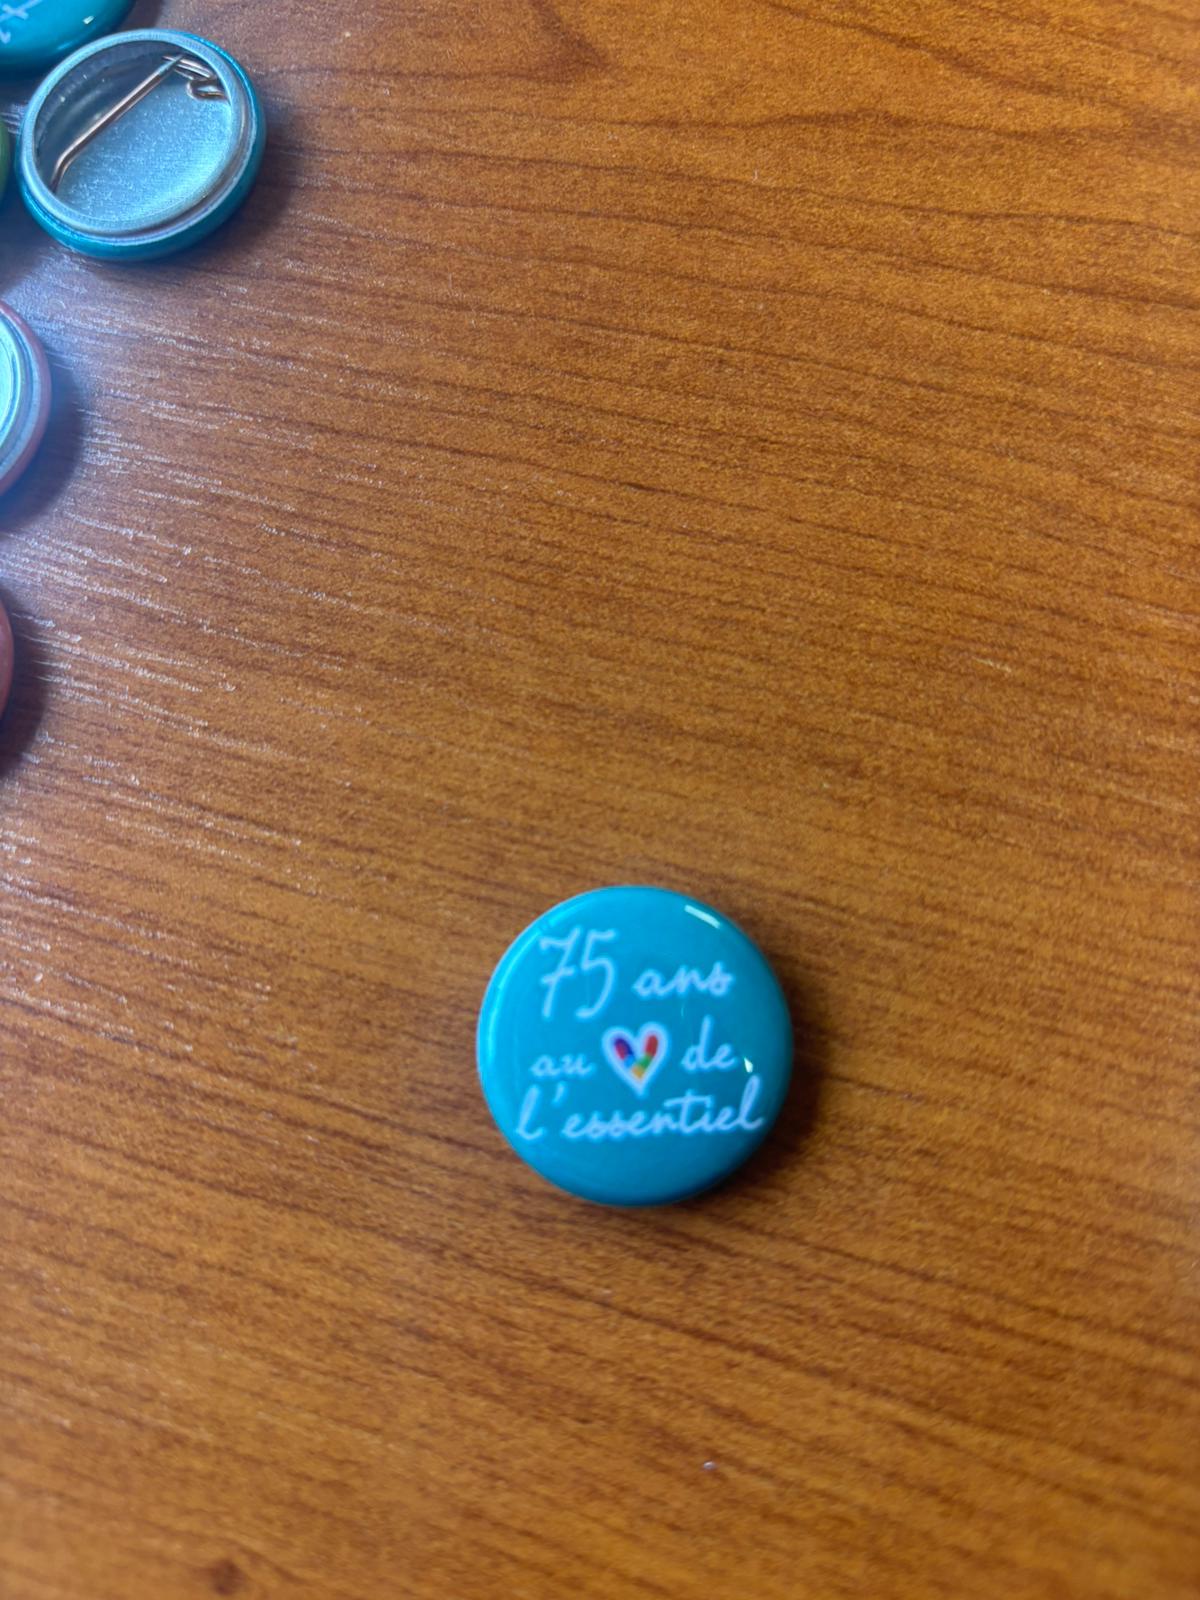 75 ans
au de
l'essentiel